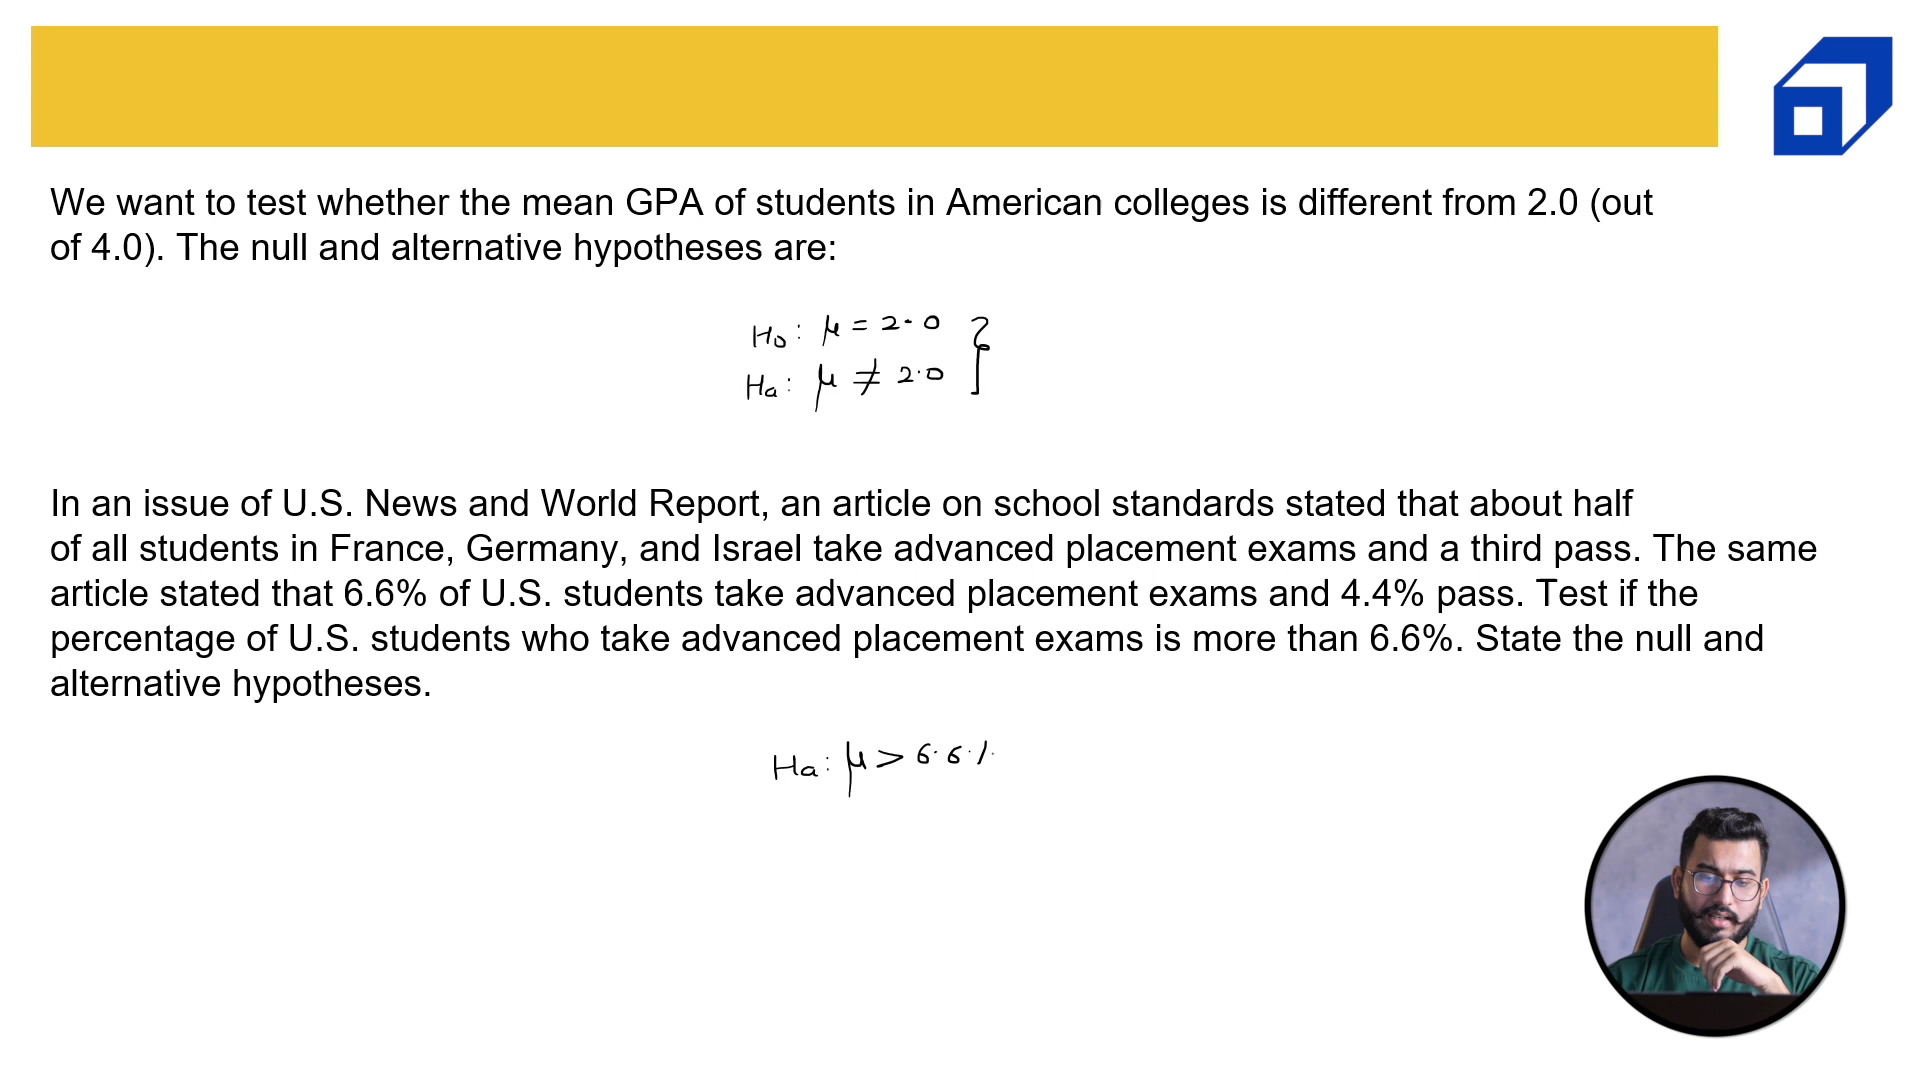 We want to test whether the mean GPA of students in American colleges is different from 2.0 (out
of 4.0). The null and alternative hypotheses are:
Ho: μ = 2.0
Ha: μ ≠ 2.0
In an issue of U.S. News and World Report, an article on school standards stated that about half
of all students in France, Germany, and Israel take advanced placement exams and a third pass. The same
article stated that 6.6% of U.S. students take advanced placement exams and 4.4% pass. Test if the
percentage of U.S. students who take advanced placement exams is more than 6.6%. State the null and
alternative hypotheses.
Ha: μ > 6.6%